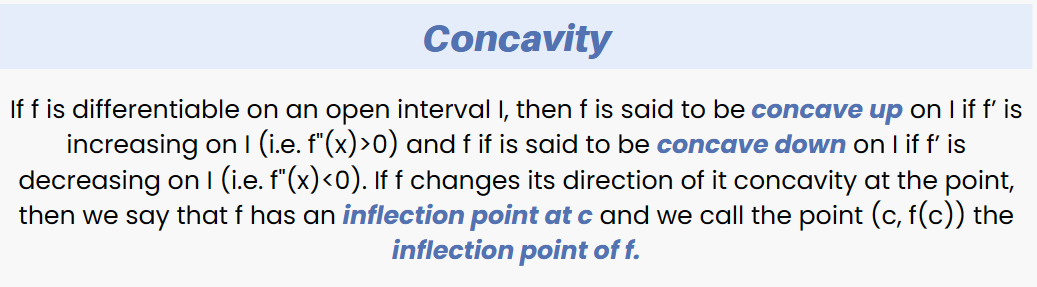 Concavity
If f is differentiable on an open interval I, then f is said to be concave up on I if f’ is
increasing on I (i.e. f"(x)>0) and f if is said to be concave down on I if f’ is
decreasing on I (i.e. f"(x)<0). If f changes its direction of it concavity at the point,
then we say that f has an inflection point at c and we call the point (c, f(c)) the
inflection point of f.